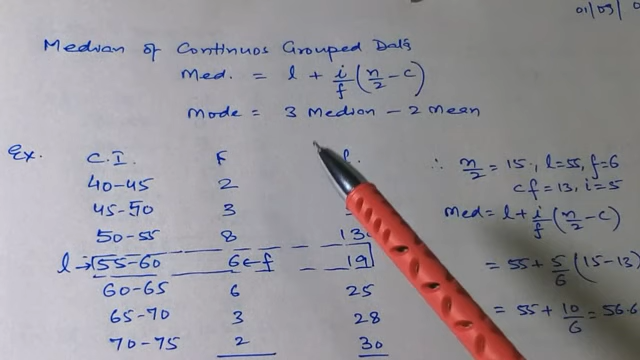 01/09/
Median of Continuos Grouped Data
Med. = l + i/f (n/2 - c)
Mode = 3 Median - 2 Mean
Ex.
C.I. F
40-45 2
45-50 3
50-55 8 13
l → 55-60 6 ← f 19
60-65 6 25
65-70 3 28
70-75 2 30
∴ n/2 = 15, l = 55, f = 6
cf = 13, i = 5
Med = l + i/f (n/2 - c)
= 55 + 5/6 (15-13)
= 55 + 10/6 = 56.6